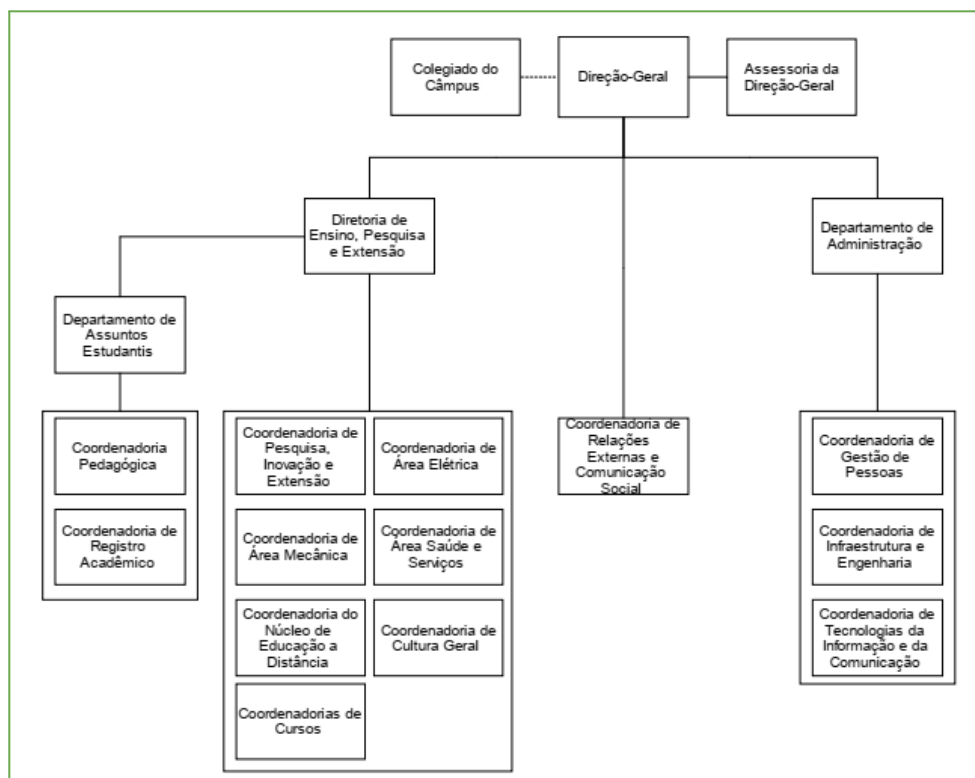 Colegiado do
Câmpus
Direção-Geral
Assessoria da
Direção-Geral
Diretoria de
Ensino, Pesquisa
e Extensão
Departamento de
Administração
Departamento de
Assuntos
Estudantis
Coordenadoria
Pedagógica
Coordenadoria de
Registro
Acadêmico
Coordenadoria de
Pesquisa,
Inovação e
Extensão
Coordenadoria de
Área Elétrica
Coordenadoria de
Área Mecânica
Coordenadoria de
Área Saúde e
Serviços
Coordenadoria do
Núcleo de
Educação a
Distância
Coordenadoria de
Cultura Geral
Coordenadorias de
Cursos
Coordenadoria de
Relações
Externas e
Comunicação
Social
Coordenadoria de
Gestão de
Pessoas
Coordenadoria de
Infraestrutura e
Engenharia
Coordenadoria de
Tecnologias da
Informação e da
Comunicação